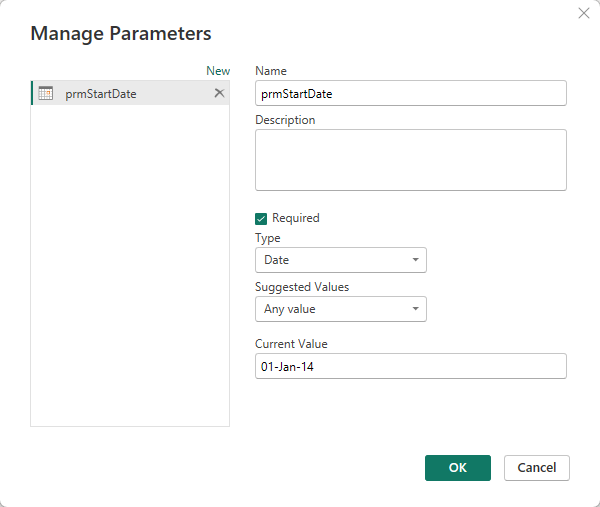 Manage Parameters
New
prmStartDate
Name
prmStartDate
Description
Required
Type
Date
Suggested Values
Any value
Current Value
01-Jan-14
OK
Cancel